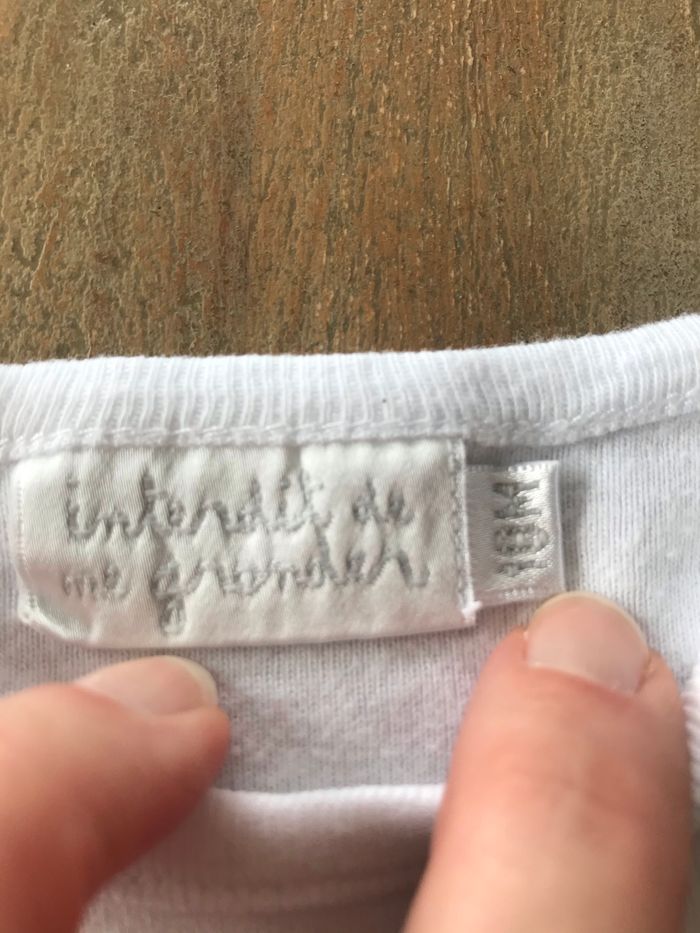 interdit de
me gronder
18M